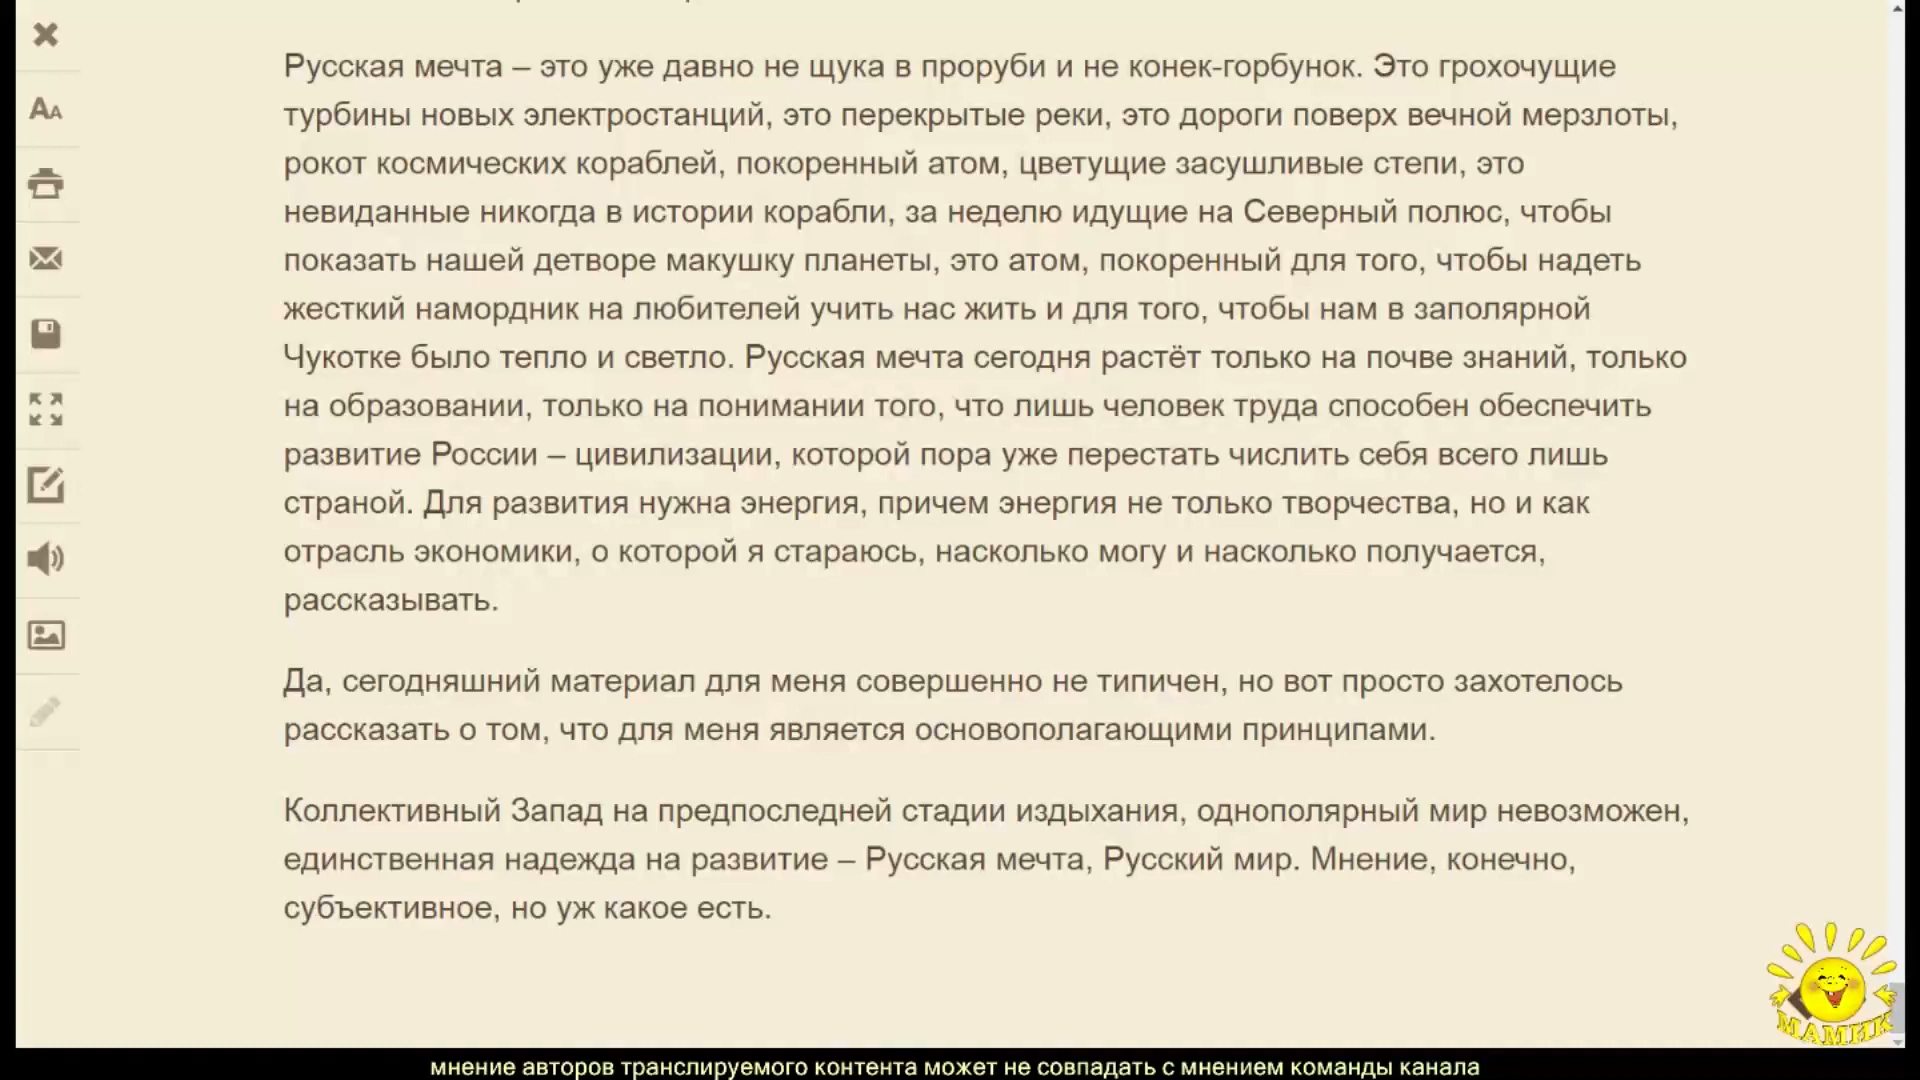 Русская мечта – это уже давно не щука в проруби и не конек-горбунок. Это грохочущие
турбины новых электростанций, это перекрытые реки, это дороги поверх вечной мерзлоты,
рокот космических кораблей, покоренный атом, цветущие засушливые степи, это
невиданные никогда в истории корабли, за неделю идущие на Северный полюс, чтобы
показать нашей детворе макушку планеты, это атом, покоренный для того, чтобы надеть
жесткий намордник на любителей учить нас жить и для того, чтобы нам в заполярной
Чукотке было тепло и светло. Русская мечта сегодня растёт только на почве знаний, только
на образовании, только на понимании того, что лишь человек труда способен обеспечить
развитие России – цивилизации, которой пора уже перестать числить себя всего лишь
страной. Для развития нужна энергия, причем энергия не только творчества, но и как
отрасль экономики, о которой я стараюсь, насколько могу и насколько получается,
рассказывать.
Да, сегодняшний материал для меня совершенно не типичен, но вот просто захотелось
рассказать о том, что для меня является основополагающими принципами.
Коллективный Запад на предпоследней стадии издыхания, однополярный мир невозможен,
единственная надежда на развитие – Русская мечта, Русский мир. Мнение, конечно,
субъективное, но уж какое есть.
МАМИК
мнение авторов транслируемого контента может не совпадать с мнением команды канала